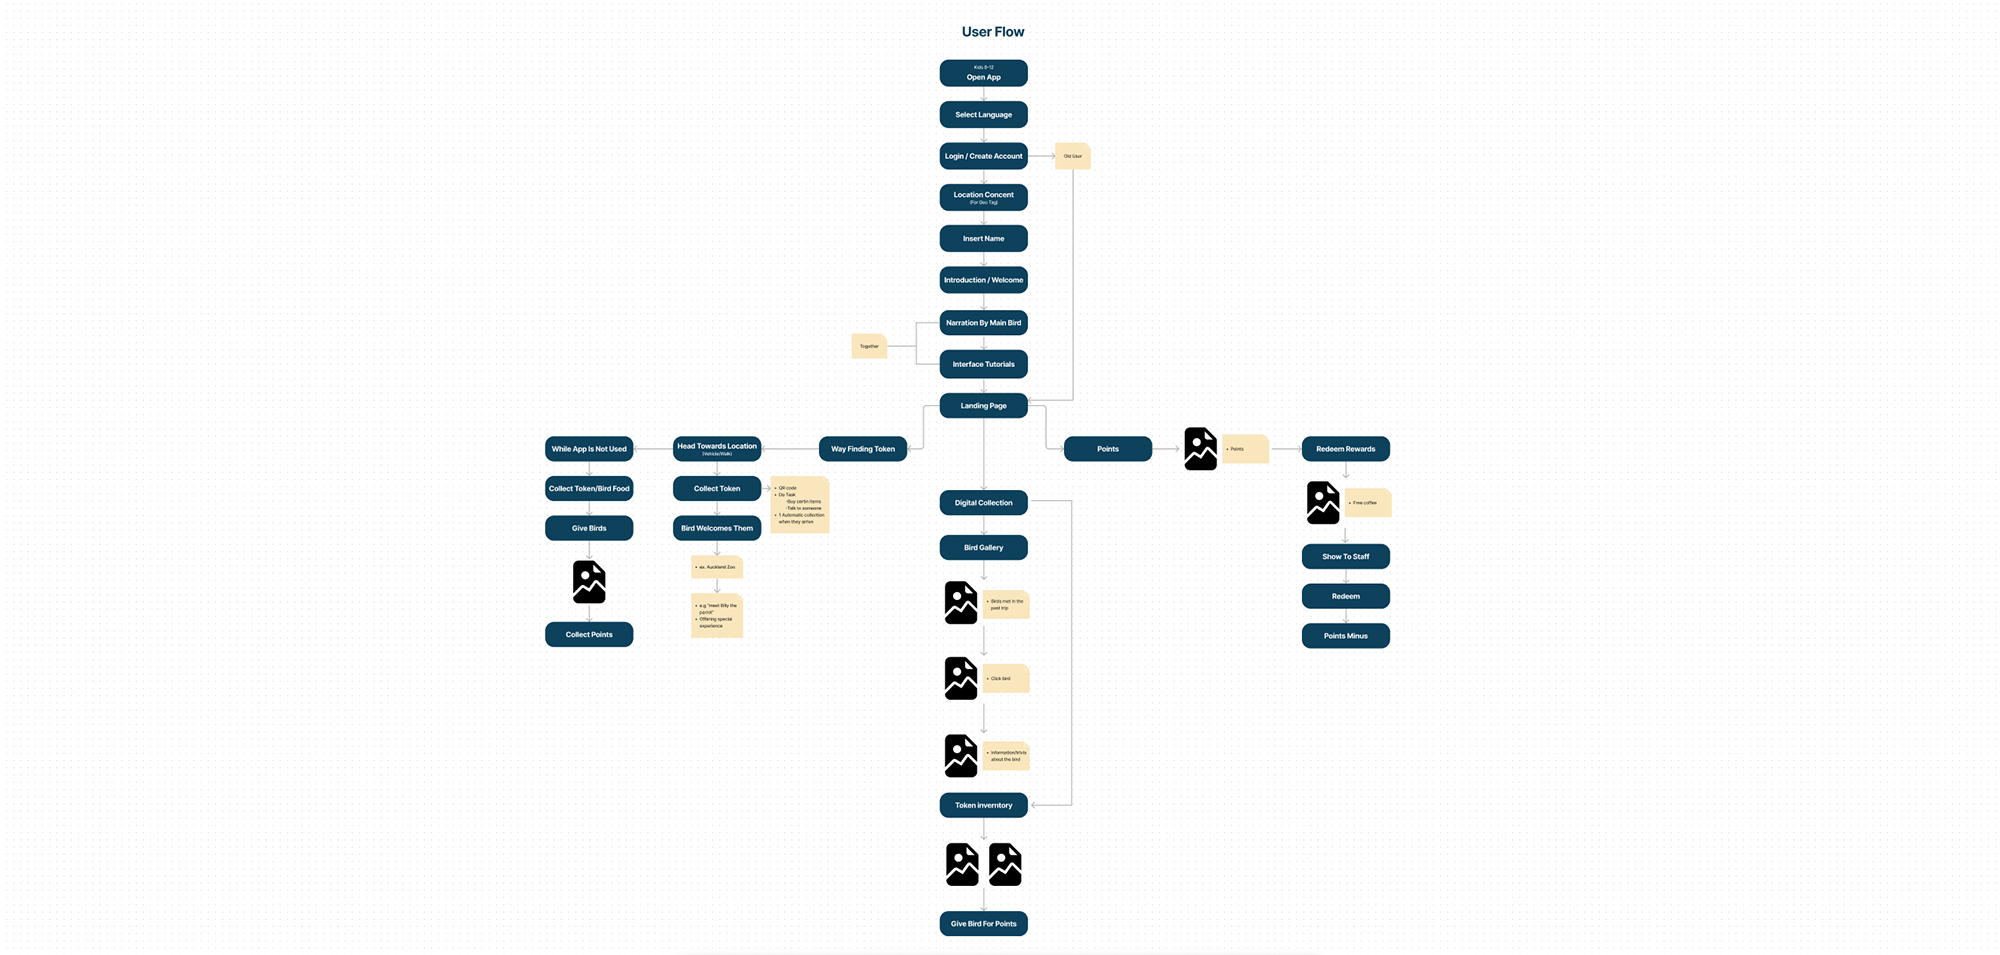 User Flow
Kids 8-12
Open App
Select Language
Login / Create Account
Old User
Location Concent
(For Geo Tag)
Insert Name
Introduction / Welcome
Narration By Main Bird
Together
Interface Tutorials
Landing Page
While App Is Not Used
Head Towards Location
(Vehicle/Walk)
Way Finding Token
Points
• Points
Redeem Rewards
Collect Token/Bird Food
Collect Token
• QR code
• Do Task
-Buy certin items
-Talk to someone
• 1 Automatic collection
when they arrive
Give Birds
Bird Welcomes Them
• ex. Auckland Zoo
• e.g "meet Billy the
parrot"
• Offering special
experience
Collect Points
Digital Collection
Bird Gallery
• Birds met in the
past trip
• Click bird
• Information/trivia
about the bird
Token inverntory
Give Bird For Points
• Free coffee
Show To Staff
Redeem
Points Minus